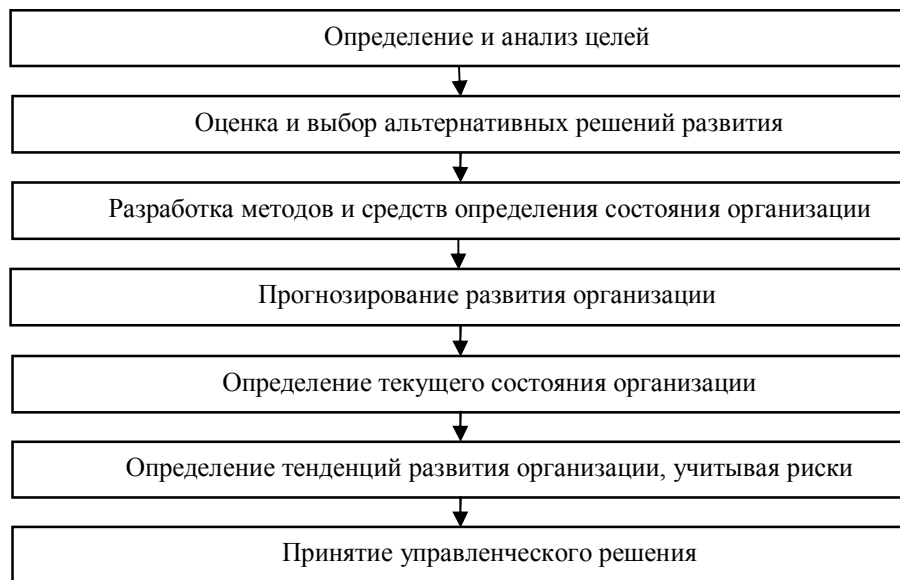 Определение и анализ целей
Оценка и выбор альтернативных решений развития
Разработка методов и средств определения состояния организации
Прогнозирование развития организации
Определение текущего состояния организации
Определение тенденций развития организации, учитывая риски
Принятие управленческого решения